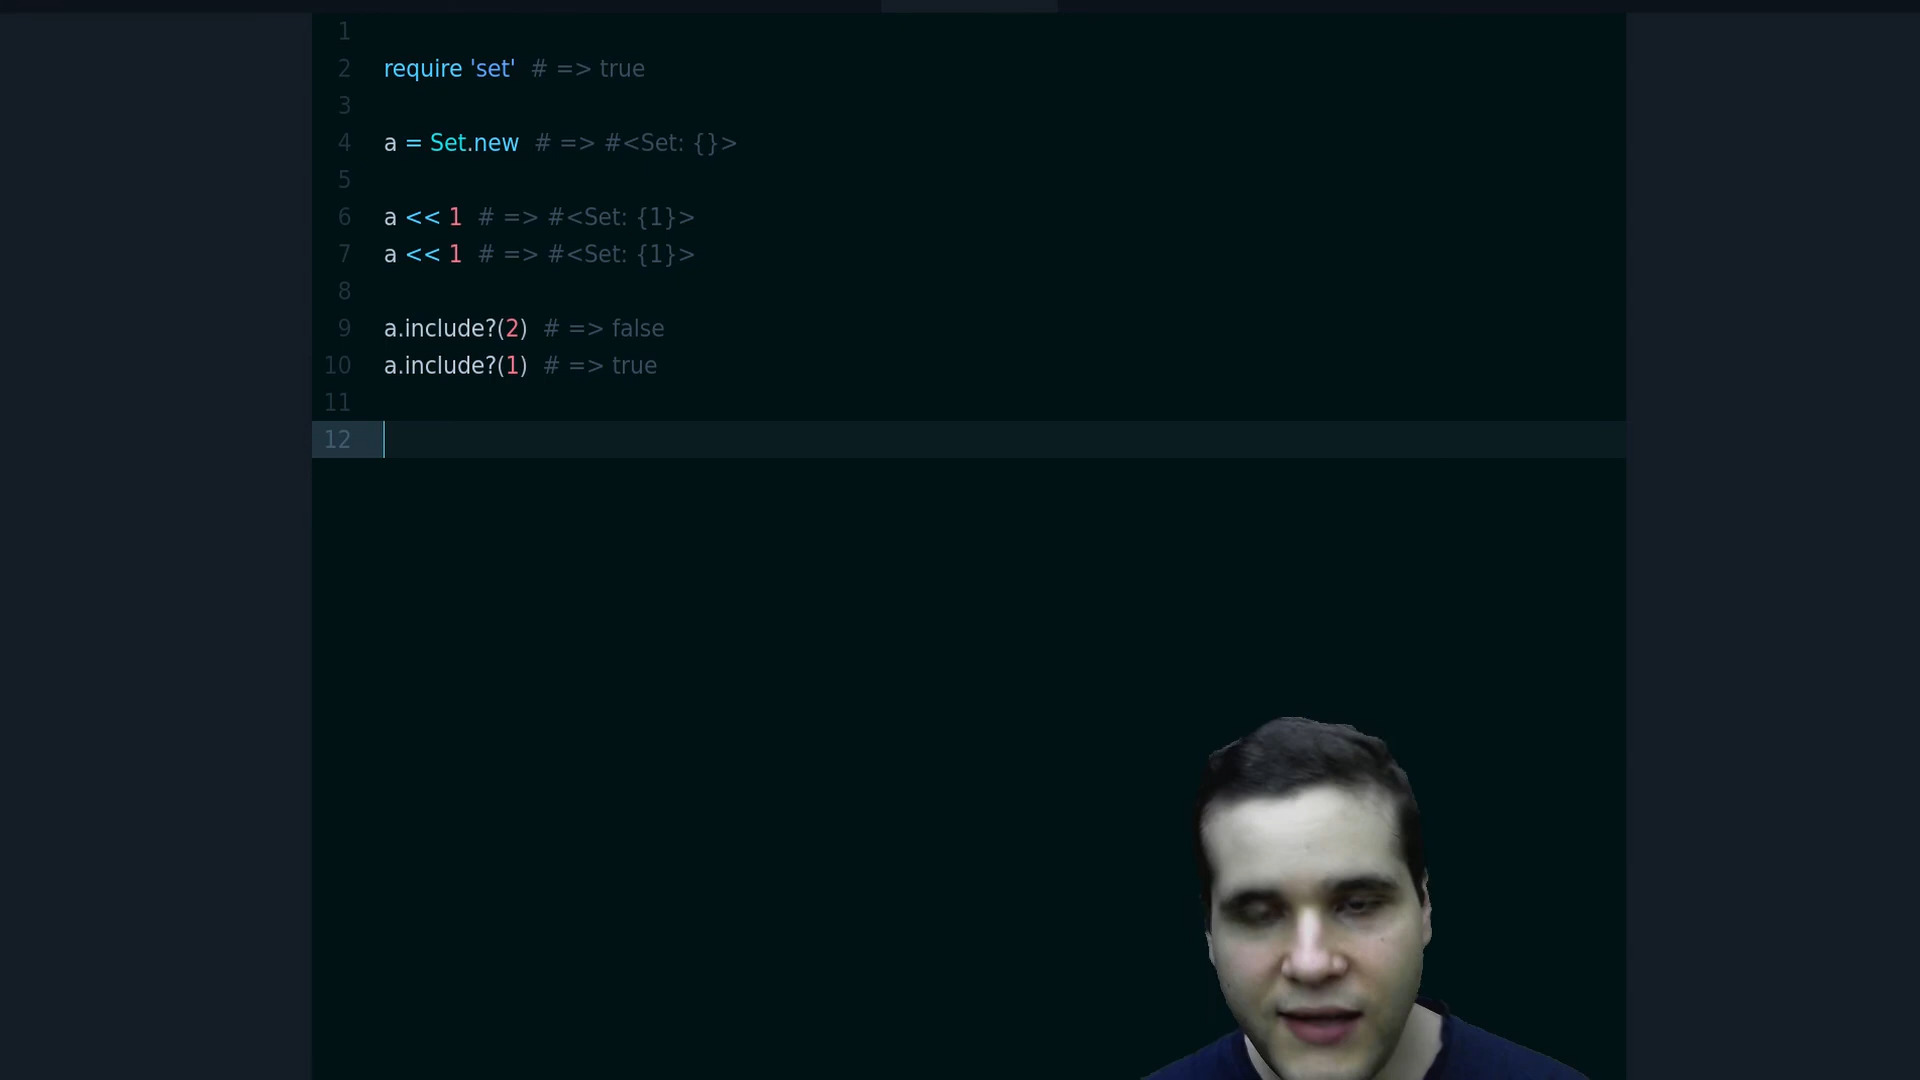 1
2 require 'set' # => true
3
4 a = Set.new # => #<Set: {}>
5
6 a << 1 # => #<Set: {1}>
7 a << 1 # => #<Set: {1}>
8
9 a.include?(2) # => false
10 a.include?(1) # => true
11
12